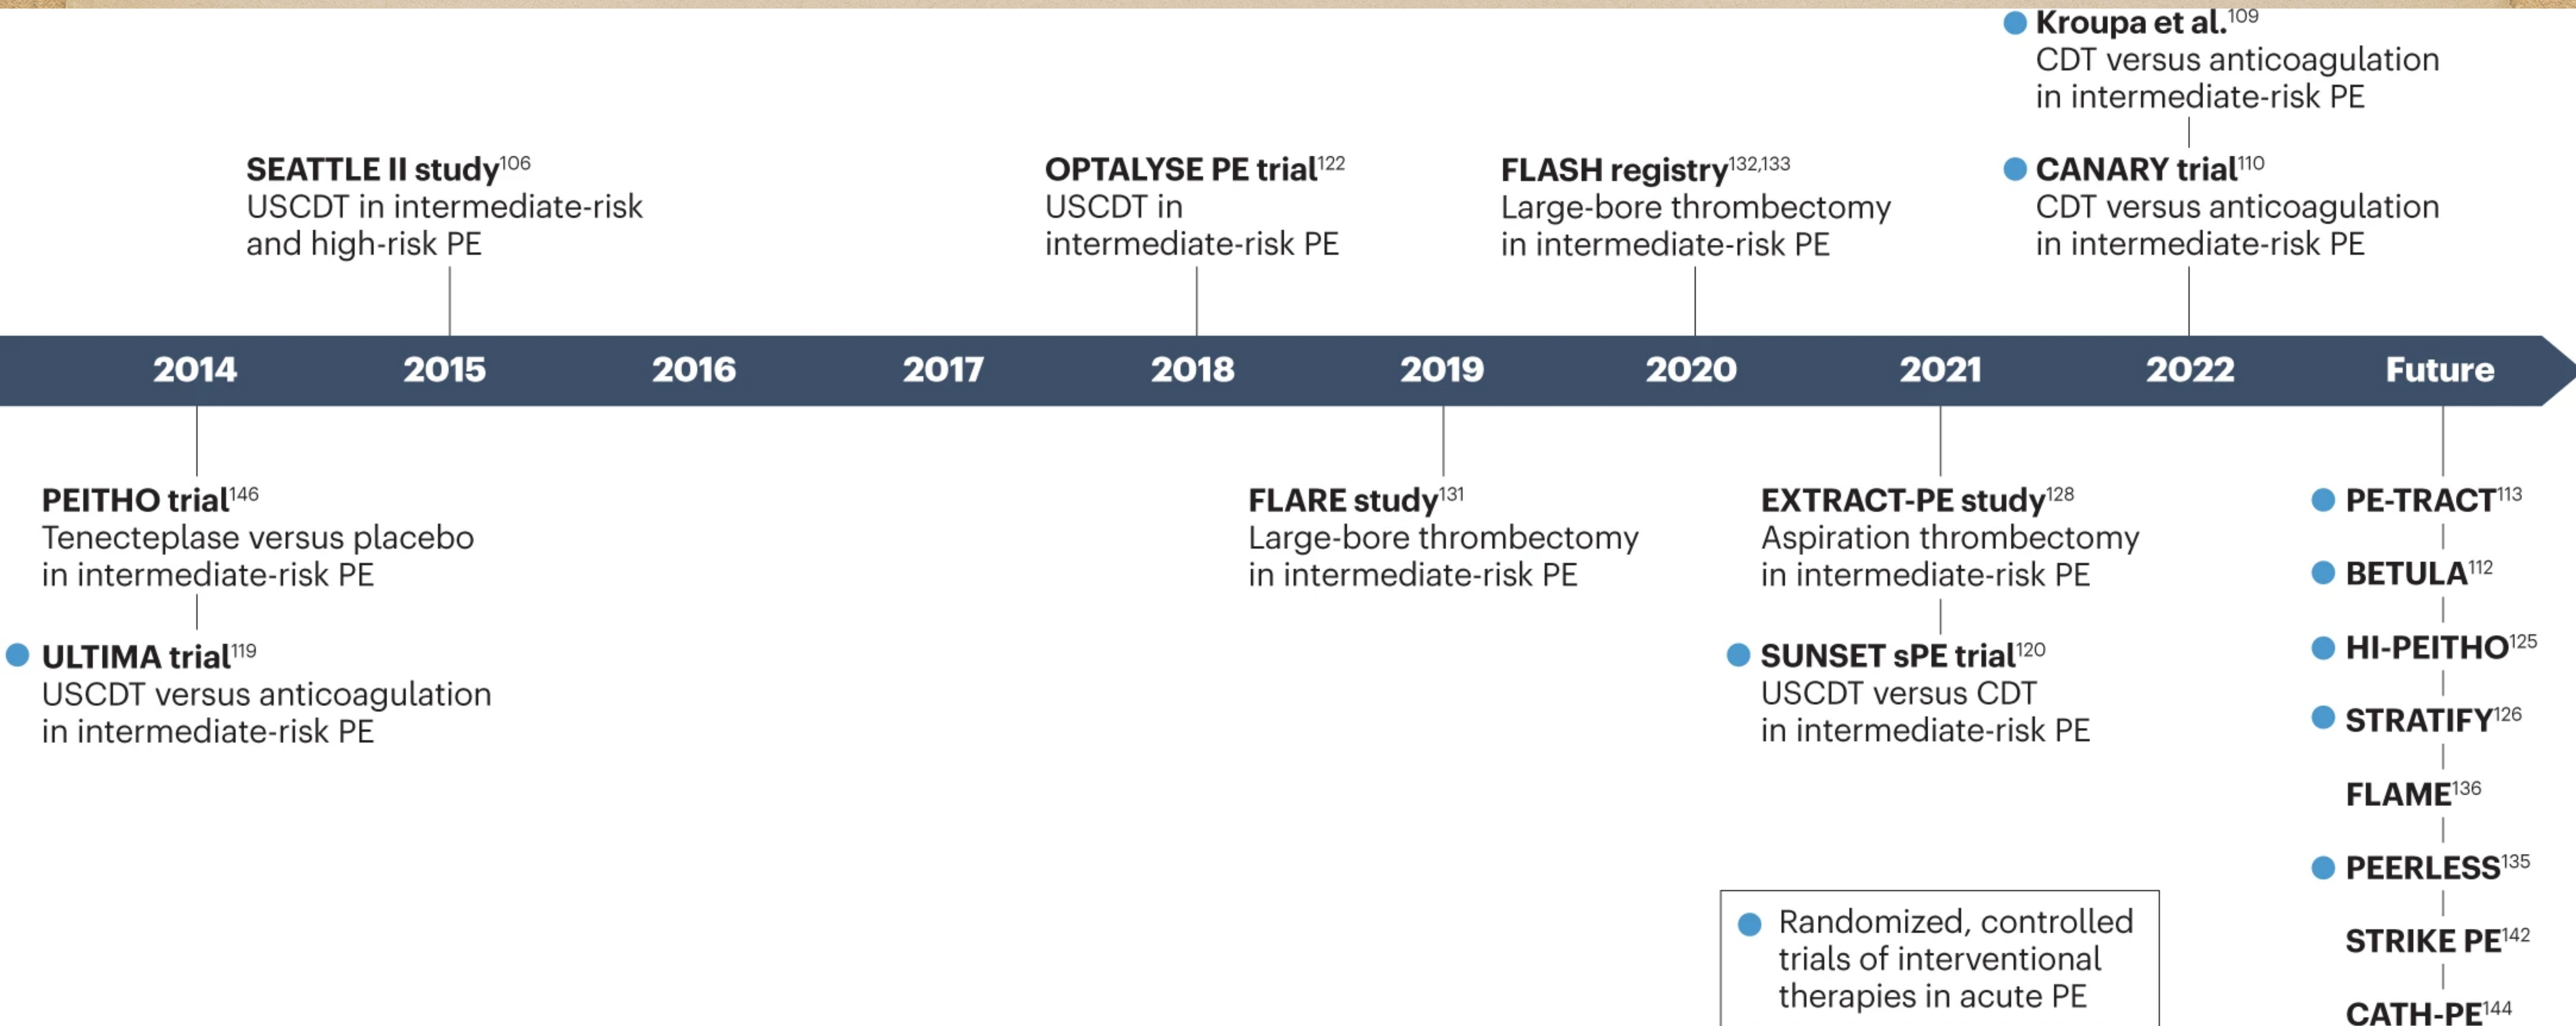 Kroupa et al.109
CDT versus anticoagulation
in intermediate-risk PE
SEATTLE II study106
USCDT in intermediate-risk
and high-risk PE
OPTALYSE PE trial122
USCDT in
intermediate-risk PE
FLASH registry132,133
Large-bore thrombectomy
in intermediate-risk PE
CANARY trial110
CDT versus anticoagulation
in intermediate-risk PE
2014 2015 2016 2017 2018 2019 2020 2021 2022 Future
PEITHO trial146
Tenecteplase versus placebo
in intermediate-risk PE
ULTIMA trial119
USCDT versus anticoagulation
in intermediate-risk PE
FLARE study131
Large-bore thrombectomy
in intermediate-risk PE
EXTRACT-PE study128
Aspiration thrombectomy
in intermediate-risk PE
SUNSET sPE trial120
USCDT versus CDT
in intermediate-risk PE
PE-TRACT113
BETULA112
HI-PEITHO125
STRATIFY126
FLAME136
PEERLESS135
STRIKE PE142
CATH-PE144
Randomized, controlled
trials of interventional
therapies in acute PE